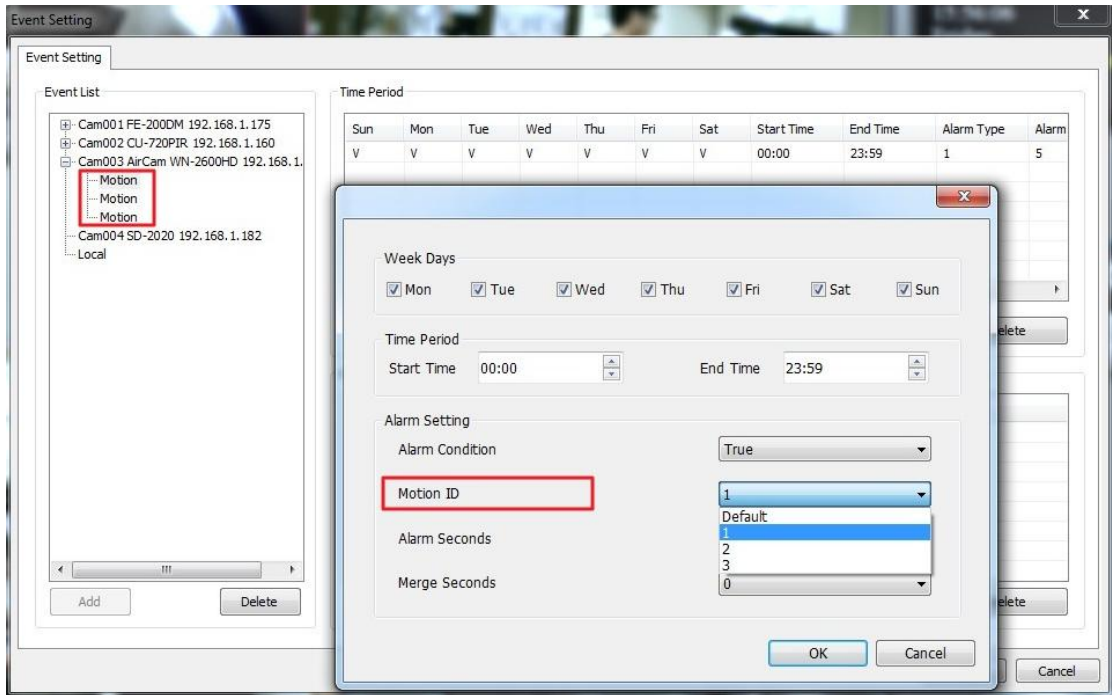 Event Setting
x
Event Setting
Event List
Cam001 FE-200DM 192.168.1.175
Cam002 CU-720PIR 192.168.1.160
Cam003 AirCam WN-2600HD 192.168.1.
Motion
Motion
Motion
Cam004 SD-2020 192.168.1.182
Local
Add
Delete
Time Period
Sun Mon Tue Wed Thu Fri Sat Start Time End Time Alarm Type Alarm
V V V V V V V 00:00 23:59 1 5
x
Week Days
Mon Tue Wed Thu Fri Sat Sun
Time Period
Start Time 00:00 End Time 23:59
Alarm Setting
Alarm Condition True
Motion ID 1
Default
1
2
3
Alarm Seconds
Merge Seconds 0
OK Cancel
elete
elete
Cancel